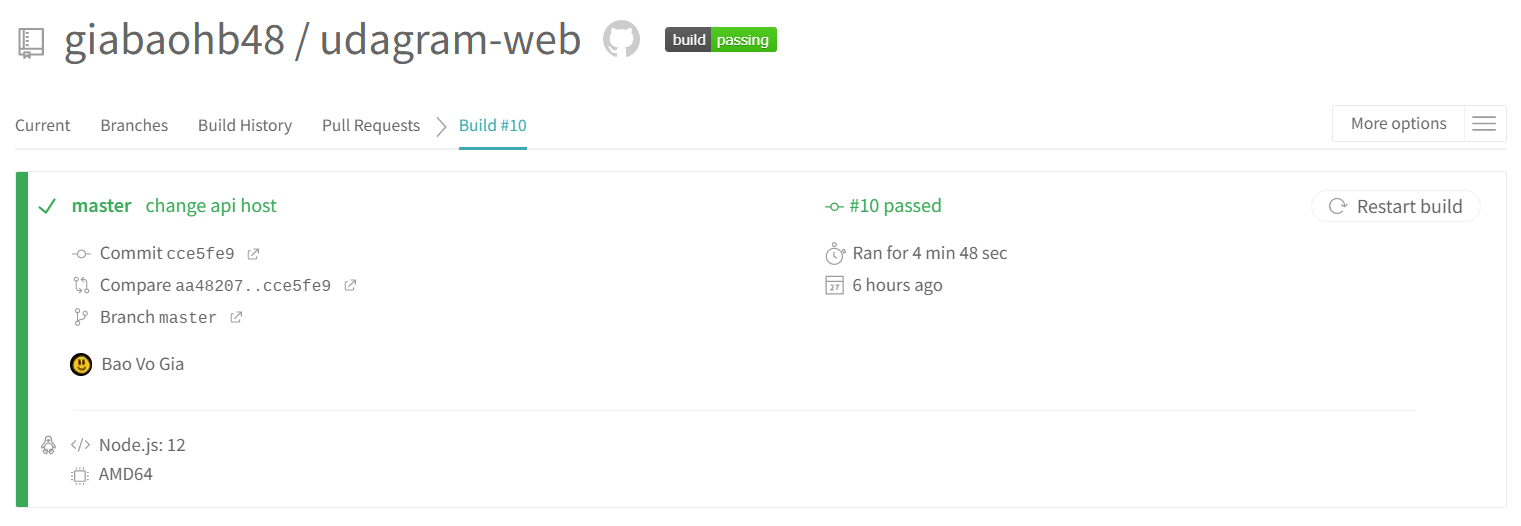 giabaohb48 / udagram-web build passing
Current Branches Build History Pull Requests Build #10 More options
master change api host #10 passed Restart build
Commit cce5fe9 Ran for 4 min 48 sec
Compare aa48207..cce5fe9 27 6 hours ago
Branch master
Bao Vo Gia
</> Node.js: 12
AMD64